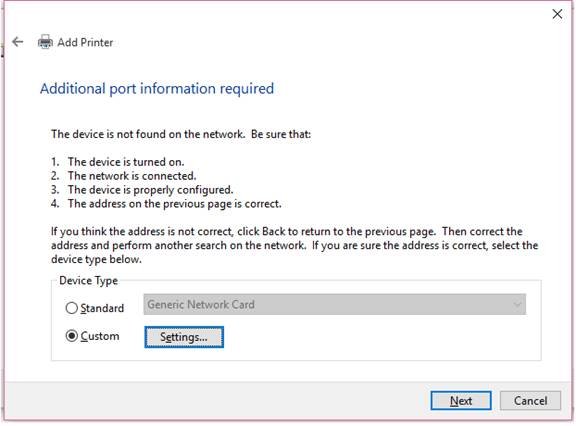 Add Printer
Additional port information required
The device is not found on the network.  Be sure that:
1.  The device is turned on.
2.  The network is connected.
3.  The device is properly configured.
4.  The address on the previous page is correct.
If you think the address is not correct, click Back to return to the previous page.  Then correct the
address and perform another search on the network.  If you are sure the address is correct, select the
device type below.
Device Type
Standard
Generic Network Card
Custom
Settings...
Next
Cancel